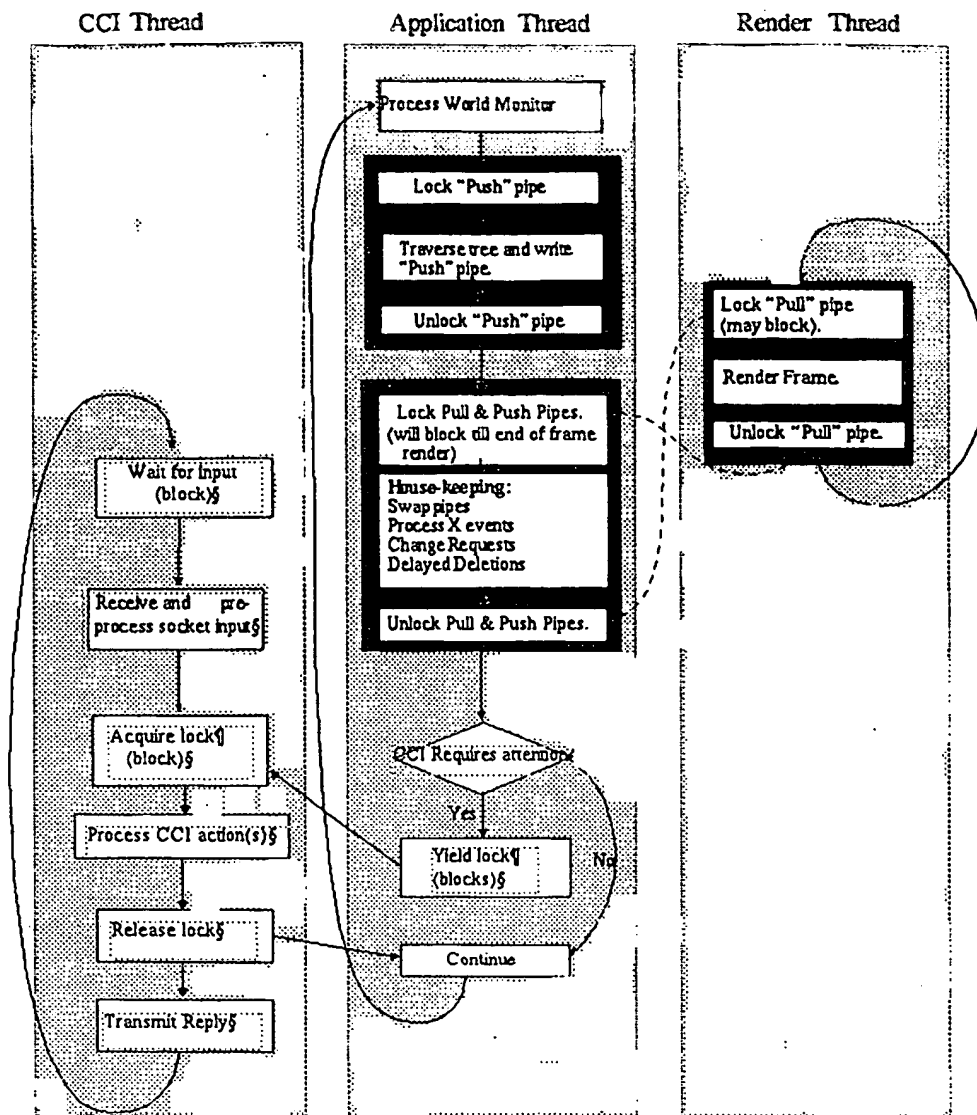 CCI Thread
Application Thread
Render Thread
Process World Monitor
Lock “Push” pipe
Traverse tree and write
“Push” pipe.
Unlock “Push” pipe
Lock Pull & Push Pipes.
(will block till end of frame
render)
House-keeping:
Swap pipes
Process X events
Change Requests
Delayed Deletions
Unlock Pull & Push Pipes.
CCI Requires attention
Yes
No
Yield lock¶
(blocks)§
Continue
Lock “Pull” pipe
(may block).
Render Frame.
Unlock “Pull” pipe.
Wait for input
(block)§
Receive and pre-
process socket input§
Acquire lock¶
(block)§
Process CCI action(s)§
Release lock§
Transmit Reply§